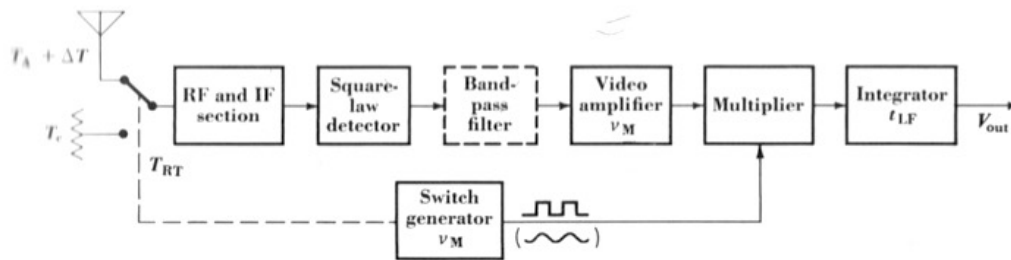 T_A + ΔT
T_c
T_RT
RF and IF
section
Square-
law
detector
Band-
pass
filter
Video
amplifier
ν_M
Multiplier
Integrator
t_LF
V_out
Switch
generator
ν_M
( )